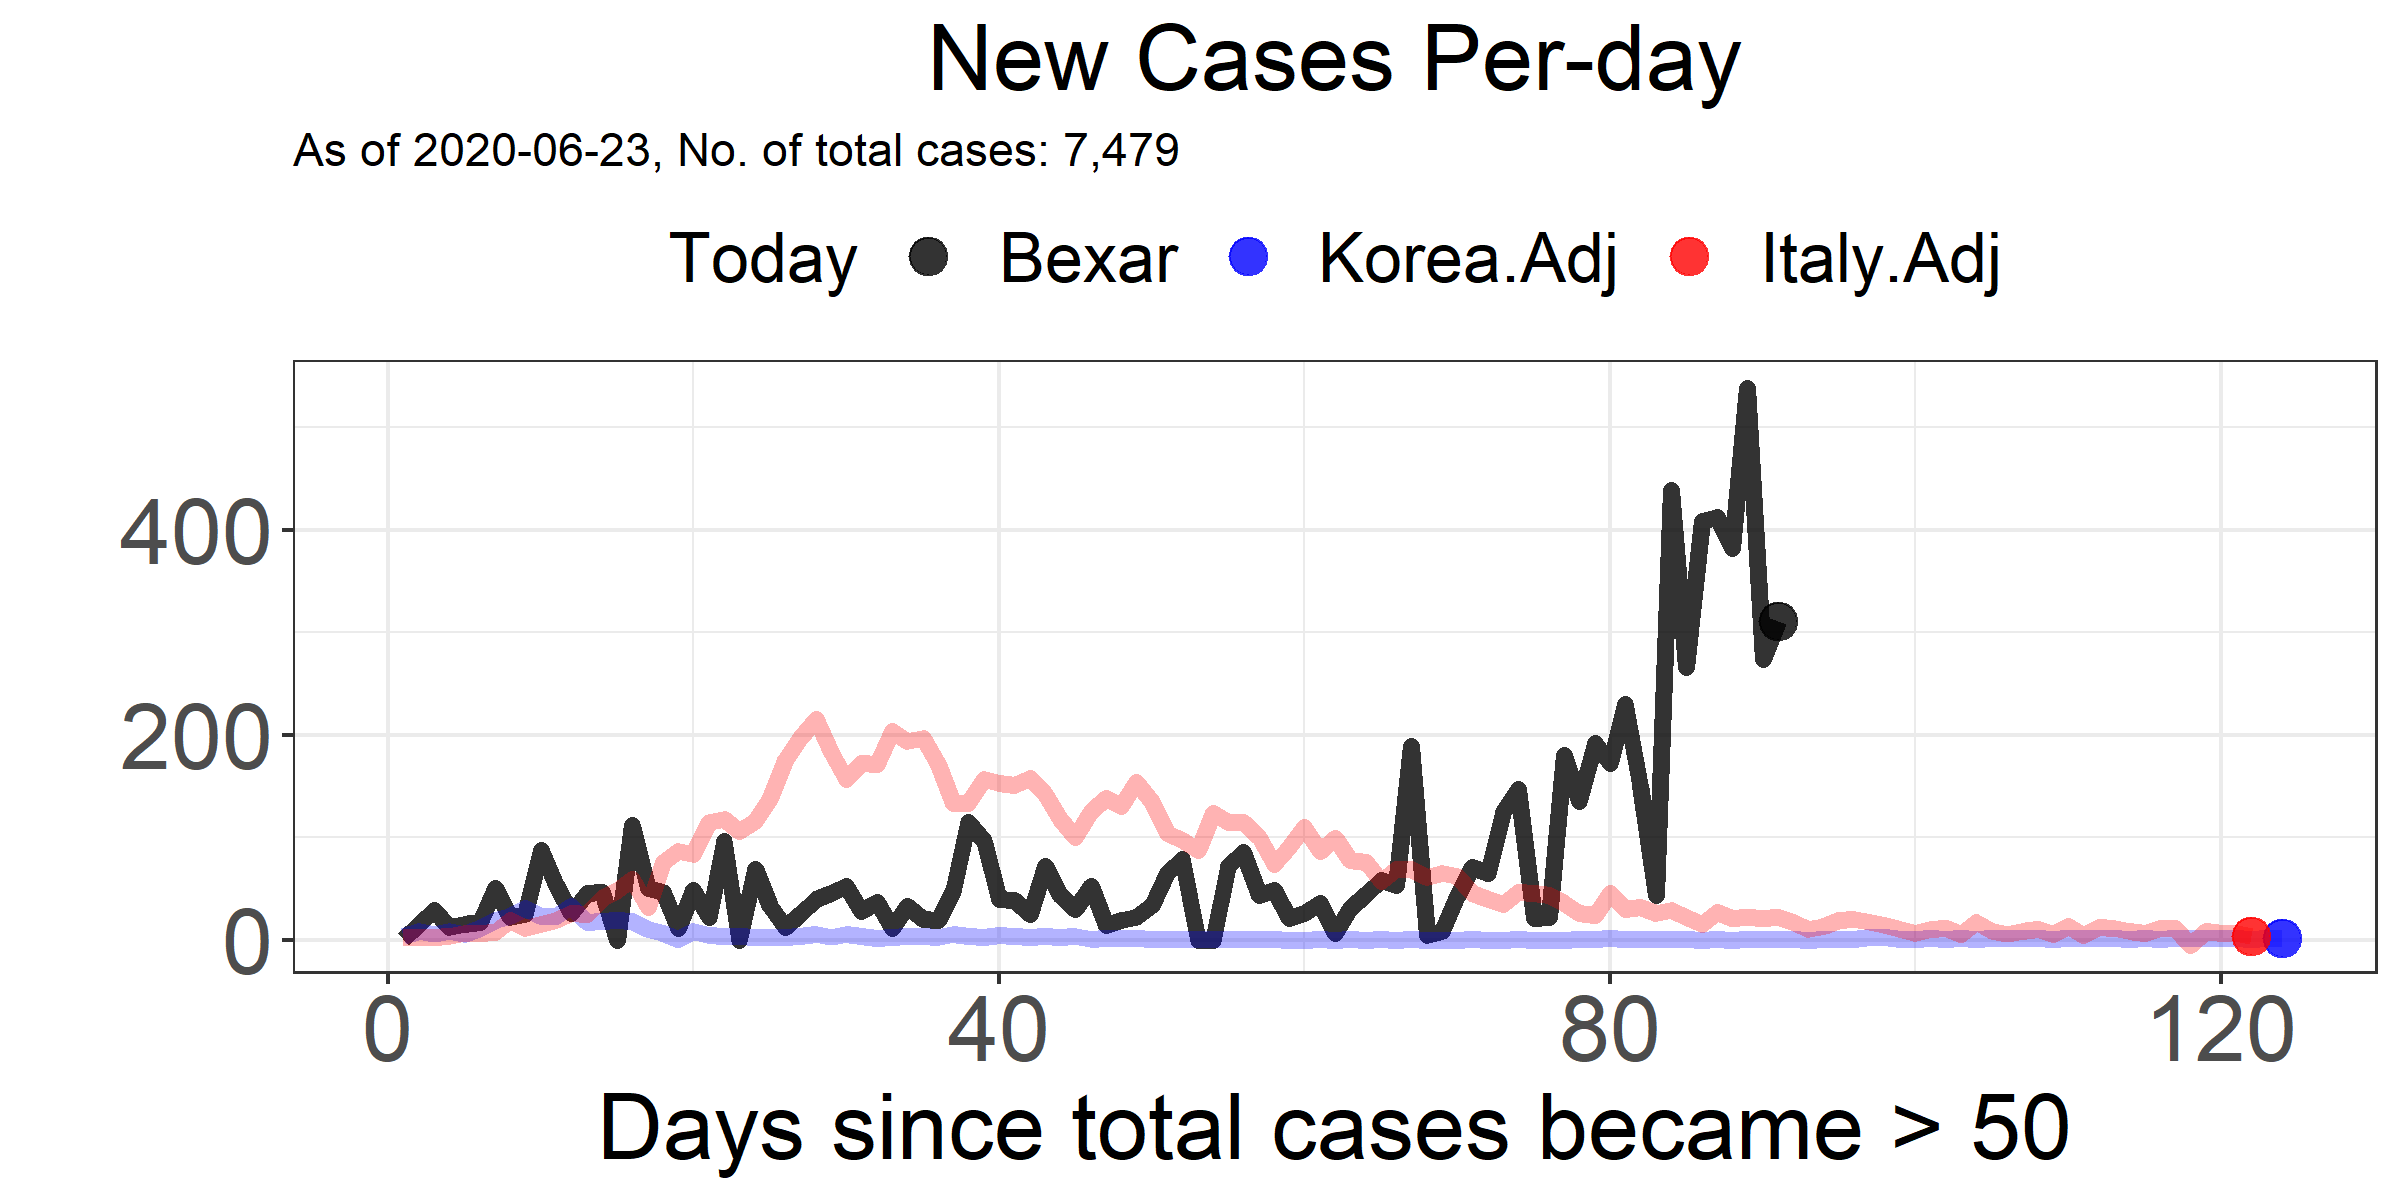 New Cases Per-day
As of 2020-06-23, No. of total cases: 7,479
Today Bexar Korea.Adj Italy.Adj
400
200
0
0 40 80 120
Days since total cases became > 50